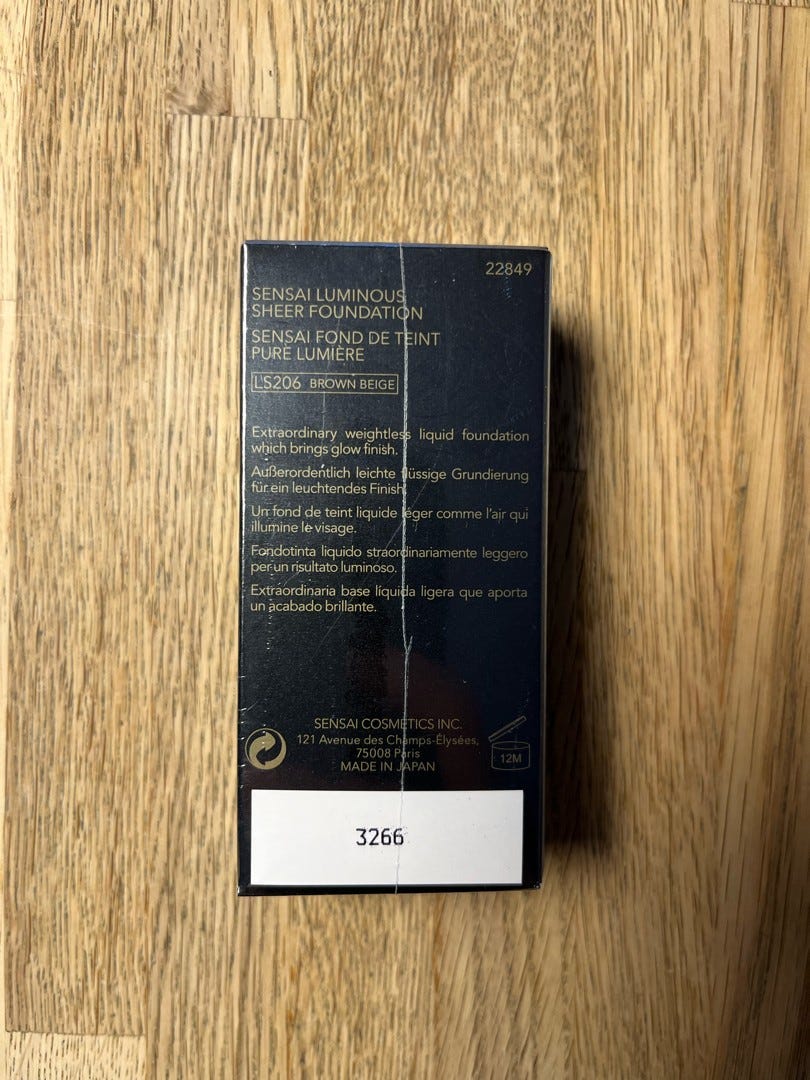 22849
SENSAI LUMINOUS
SHEER FOUNDATION
SENSAI FOND DE TEINT
PURE LUMIÈRE
LS206 BROWN BEIGE
Extraordinary weightless liquid foundation
which brings glow finish.
Außerordentlich leichte flüssige Grundierung
für ein leuchtendes Finish.
Un fond de teint liquide léger comme l'air qui
illumine le visage.
Fondotinta liquido straordinariamente leggero
per un risultato luminoso.
Extraordinaria base líquida ligera que aporta
un acabado brillante.
SENSAI COSMETICS INC.
121 Avenue des Champs-Élysées,
75008 Paris
MADE IN JAPAN
12M
3266